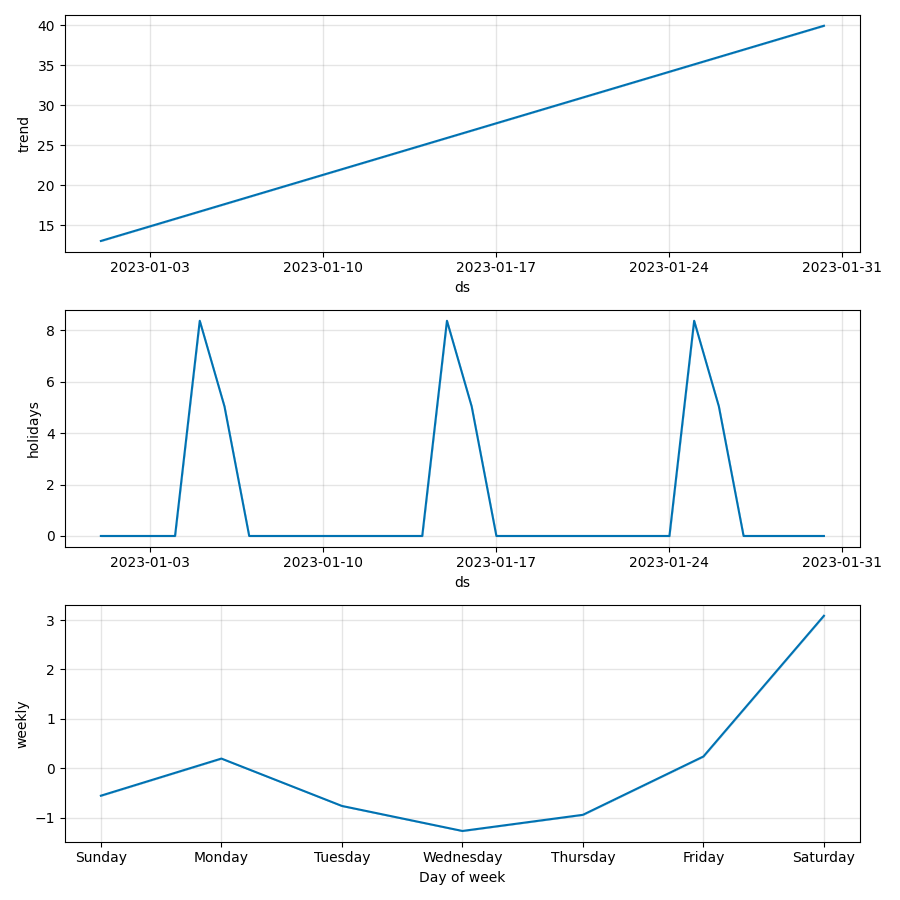 40
35
30
25
20
15
trend
2023-01-03 2023-01-10 2023-01-17 2023-01-24 2023-01-31
ds
8
6
4
2
0
holidays
2023-01-03 2023-01-10 2023-01-17 2023-01-24 2023-01-31
ds
3
2
1
0
−1
weekly
Sunday Monday Tuesday Wednesday Thursday Friday Saturday
Day of week